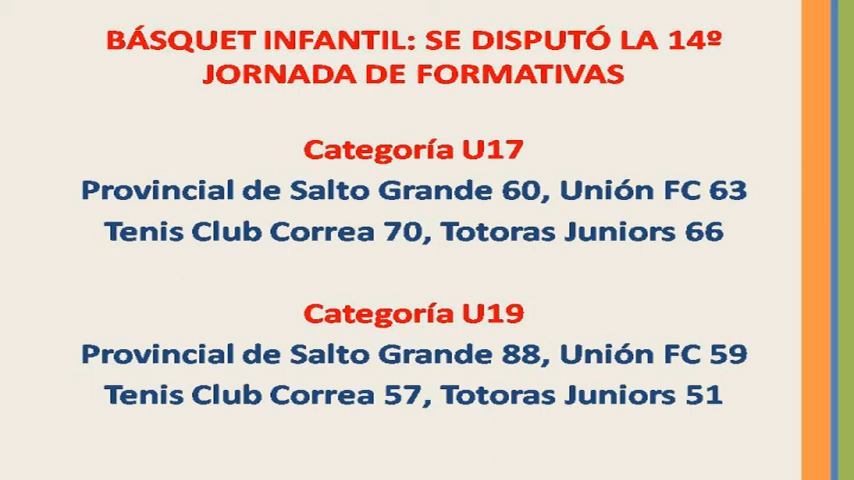 BÁSQUET INFANTIL: SE DISPUTÓ LA 14º
JORNADA DE FORMATIVAS
Categoría U17
Provincial de Salto Grande 60, Unión FC 63
Tenis Club Correa 70, Totoras Juniors 66
Categoría U19
Provincial de Salto Grande 88, Unión FC 59
Tenis Club Correa 57, Totoras Juniors 51